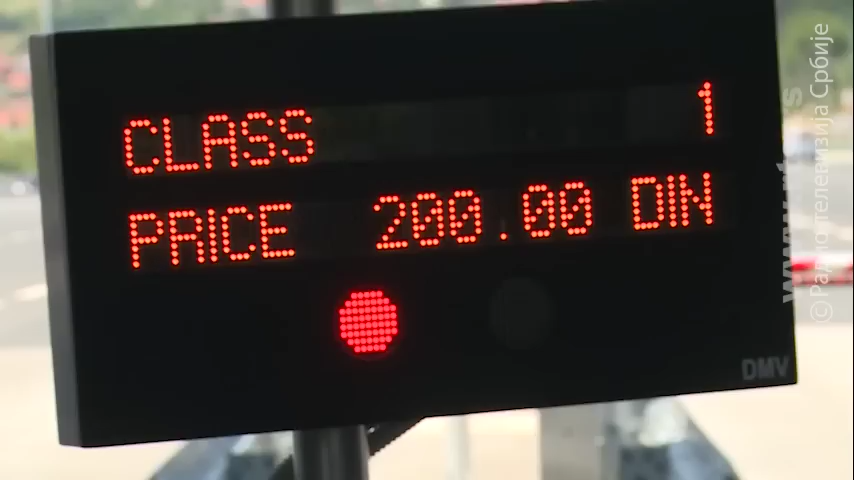 CLASS 1
PRICE 200.00 DIN
DMV
© Радио телевизија Србије